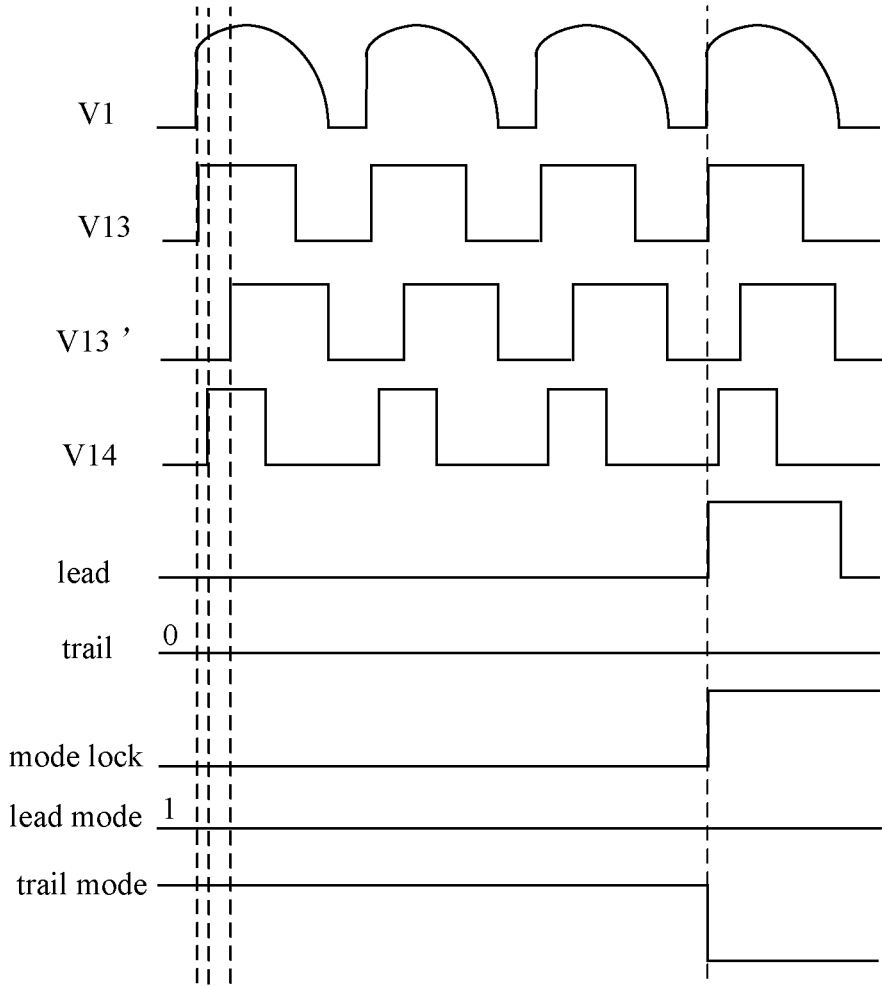 V1
V13
V13 ’
V14
lead
trail 0
mode lock
lead mode 1
trail mode